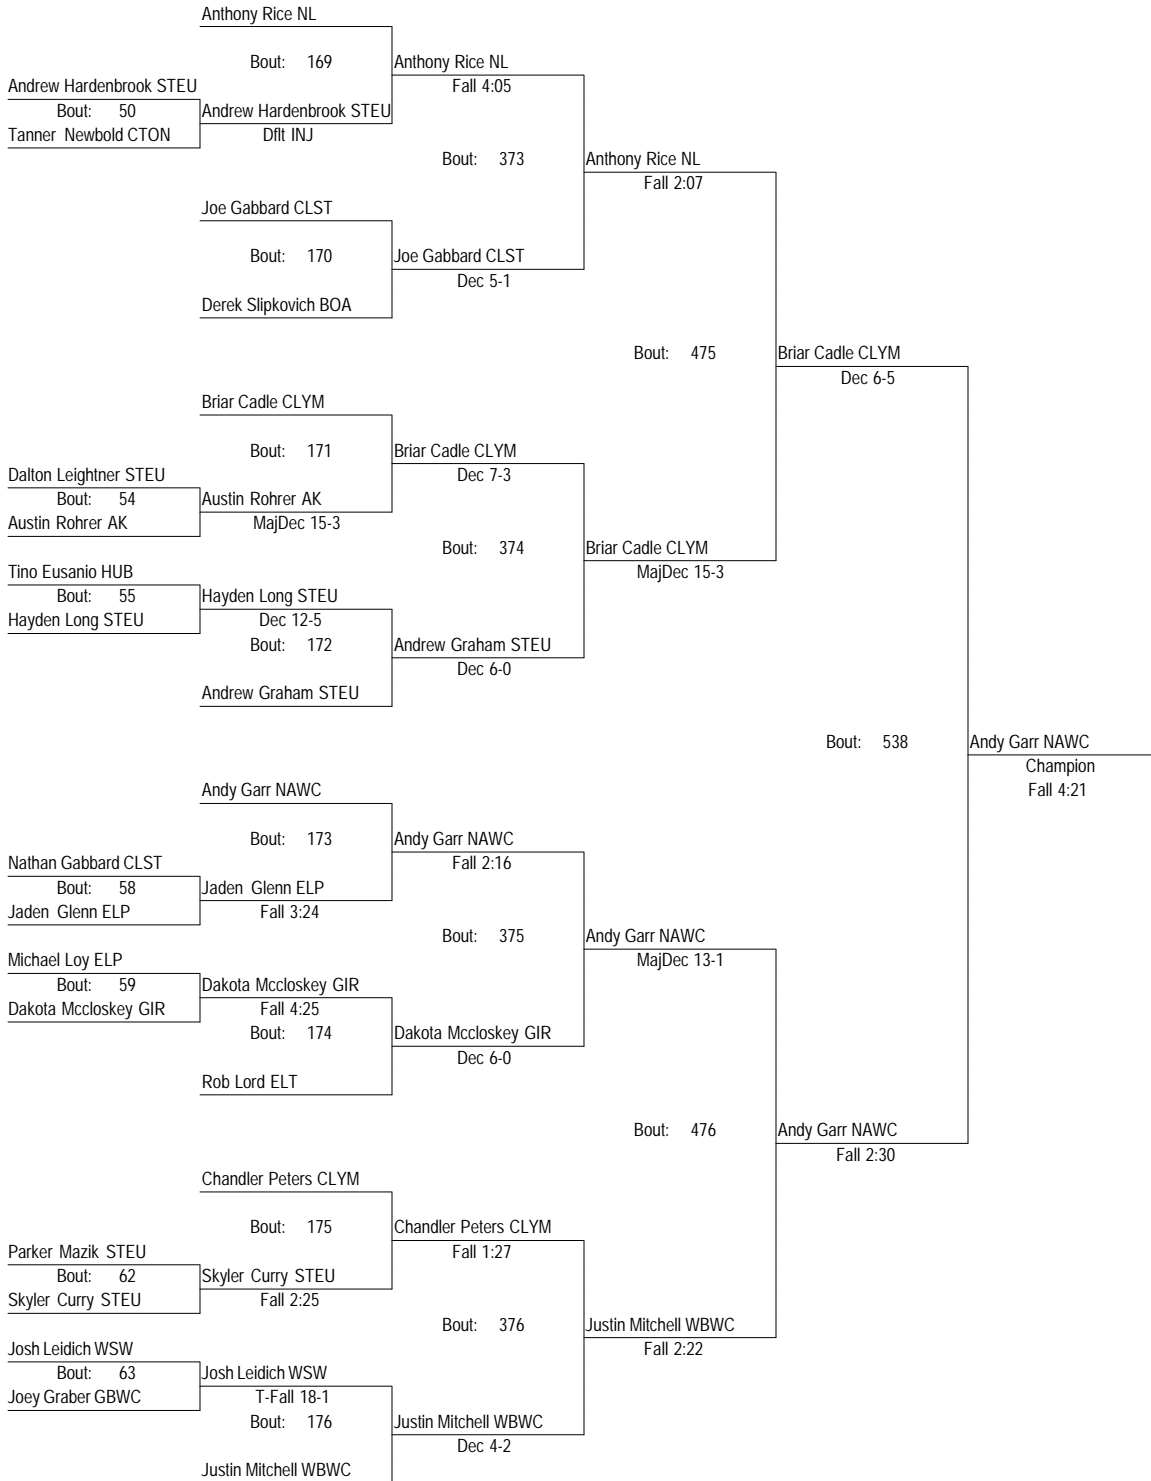 Anthony Rice NL
Bout: 169
Anthony Rice NL
Fall 4:05
Andrew Hardenbrook STEU
Bout: 50
Andrew Hardenbrook STEU
Tanner Newbold CTON
Dflt INJ
Bout: 373
Anthony Rice NL
Fall 2:07
Joe Gabbard CLST
Bout: 170
Joe Gabbard CLST
Dec 5-1
Derek Slipkovich BOA
Bout: 475
Briar Cadle CLYM
Dec 6-5
Briar Cadle CLYM
Bout: 171
Briar Cadle CLYM
Dec 7-3
Dalton Leightner STEU
Bout: 54
Austin Rohrer AK
Austin Rohrer AK
MajDec 15-3
Bout: 374
Briar Cadle CLYM
MajDec 15-3
Tino Eusanio HUB
Bout: 55
Hayden Long STEU
Hayden Long STEU
Dec 12-5
Bout: 172
Andrew Graham STEU
Dec 6-0
Andrew Graham STEU
Bout: 538
Andy Garr NAWC
Champion
Fall 4:21
Andy Garr NAWC
Bout: 173
Andy Garr NAWC
Fall 2:16
Nathan Gabbard CLST
Bout: 58
Jaden Glenn ELP
Jaden Glenn ELP
Fall 3:24
Bout: 375
Andy Garr NAWC
MajDec 13-1
Michael Loy ELP
Bout: 59
Dakota Mccloskey GIR
Dakota Mccloskey GIR
Fall 4:25
Bout: 174
Dakota Mccloskey GIR
Dec 6-0
Rob Lord ELT
Bout: 476
Andy Garr NAWC
Fall 2:30
Chandler Peters CLYM
Bout: 175
Chandler Peters CLYM
Fall 1:27
Parker Mazik STEU
Bout: 62
Skyler Curry STEU
Skyler Curry STEU
Fall 2:25
Bout: 376
Justin Mitchell WBWC
Fall 2:22
Josh Leidich WSW
Bout: 63
Josh Leidich WSW
Joey Graber GBWC
T-Fall 18-1
Bout: 176
Justin Mitchell WBWC
Dec 4-2
Justin Mitchell WBWC